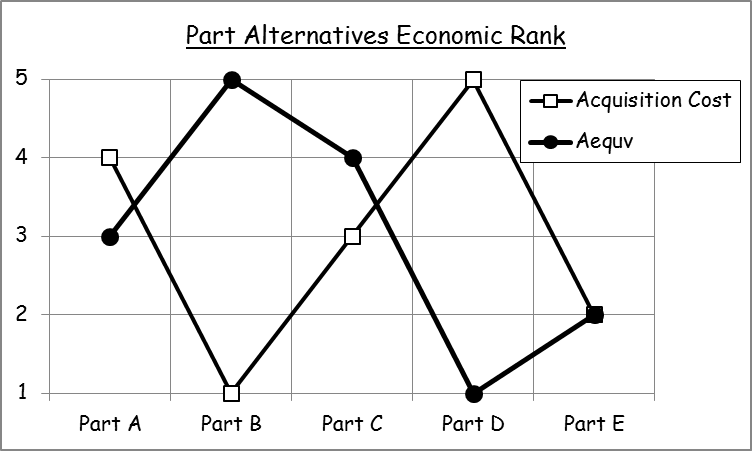 Part Alternatives Economic Rank
5
Acquisition Cost
Aequv
4
3
2
1
Part A Part B Part C Part D Part E